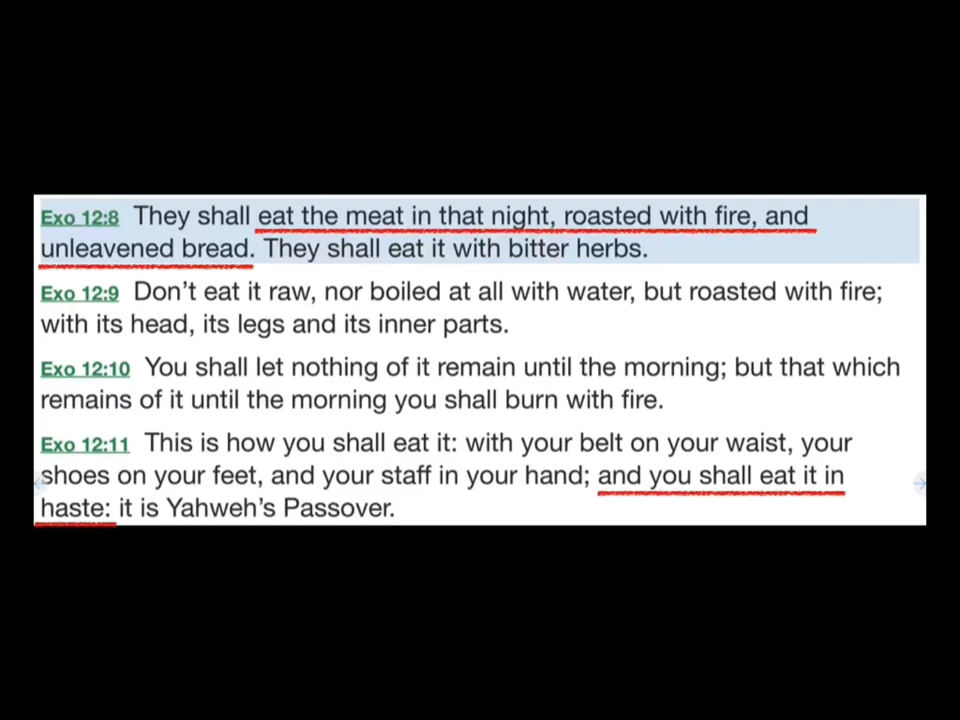 Exo 12:8 They shall eat the meat in that night, roasted with fire, and
unleavened bread. They shall eat it with bitter herbs.
Exo 12:9 Don’t eat it raw, nor boiled at all with water, but roasted with fire;
with its head, its legs and its inner parts.
Exo 12:10 You shall let nothing of it remain until the morning; but that which
remains of it until the morning you shall burn with fire.
Exo 12:11 This is how you shall eat it: with your belt on your waist, your
shoes on your feet, and your staff in your hand; and you shall eat it in
haste: it is Yahweh’s Passover.